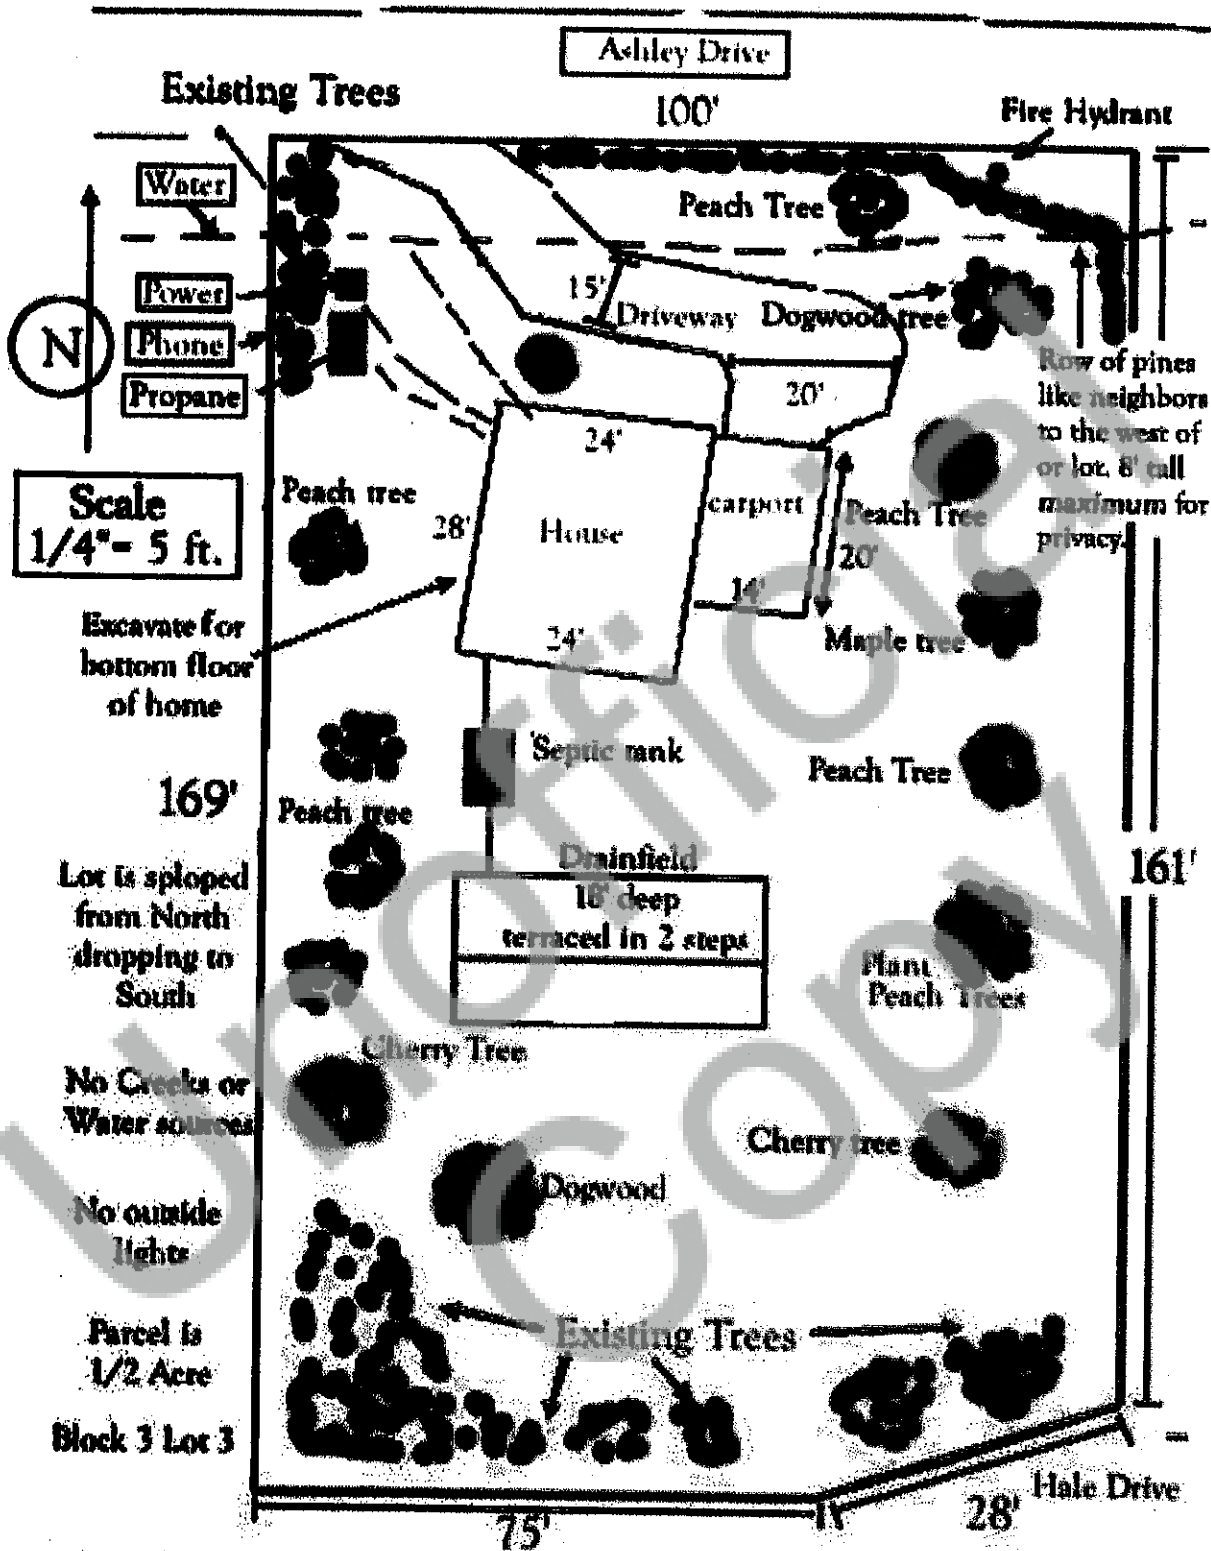 Ashley Drive
Existing Trees
100'
Fire Hydrant
Water
Peach Tree
Power
15'
Driveway
Dogwood tree
N
Phone
Propane
Row of pines
like neighbors
to the west of
or lot. 8' tall
maximum for
privacy.
20'
24'
Scale
1/4"= 5 ft.
Peach tree
28'
House
carport
Peach Tree
20'
14'
Excavate for
bottom floor
of home
24'
Maple tree
Septic tank
Peach Tree
169'
Peach tree
Drainfield
18' deep
terraced in 2 steps
161'
Lot is sploped
from North
dropping to
South
Plant
Peach Trees
Cherry Tree
No Creeks or
Water sources
Cherry tree
Dogwood
No outside
lights
Existing Trees
Parcel is
1/2 Acre
Block 3 Lot 3
Hale Drive
75'
28'
Unofficial
Copy